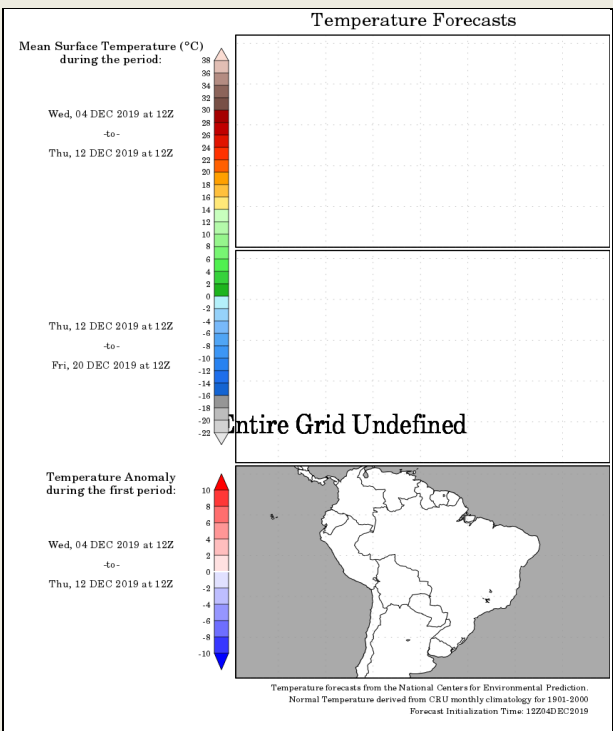 Temperature Forecasts
Mean Surface Temperature (°C)
during the period:
Wed, 04 DEC 2019 at 12Z
-to-
Thu, 12 DEC 2019 at 12Z
38
36
34
32
30
28
26
24
22
20
18
16
14
12
10
8
6
4
2
0
-2
-4
-6
-8
-10
-12
-14
-16
-18
-20
-22
Thu, 12 DEC 2019 at 12Z
-to-
Fri, 20 DEC 2019 at 12Z
Entire Grid Undefined
Temperature Anomaly
during the first period:
Wed, 04 DEC 2019 at 12Z
-to-
Thu, 12 DEC 2019 at 12Z
10
8
6
4
2
0
-2
-4
-6
-8
-10
Temperature forecasts from the National Centers for Environmental Prediction.
Normal Temperature derived from CRU monthly climatology for 1901-2000
Forecast Initialization Time: 12Z04DEC2019